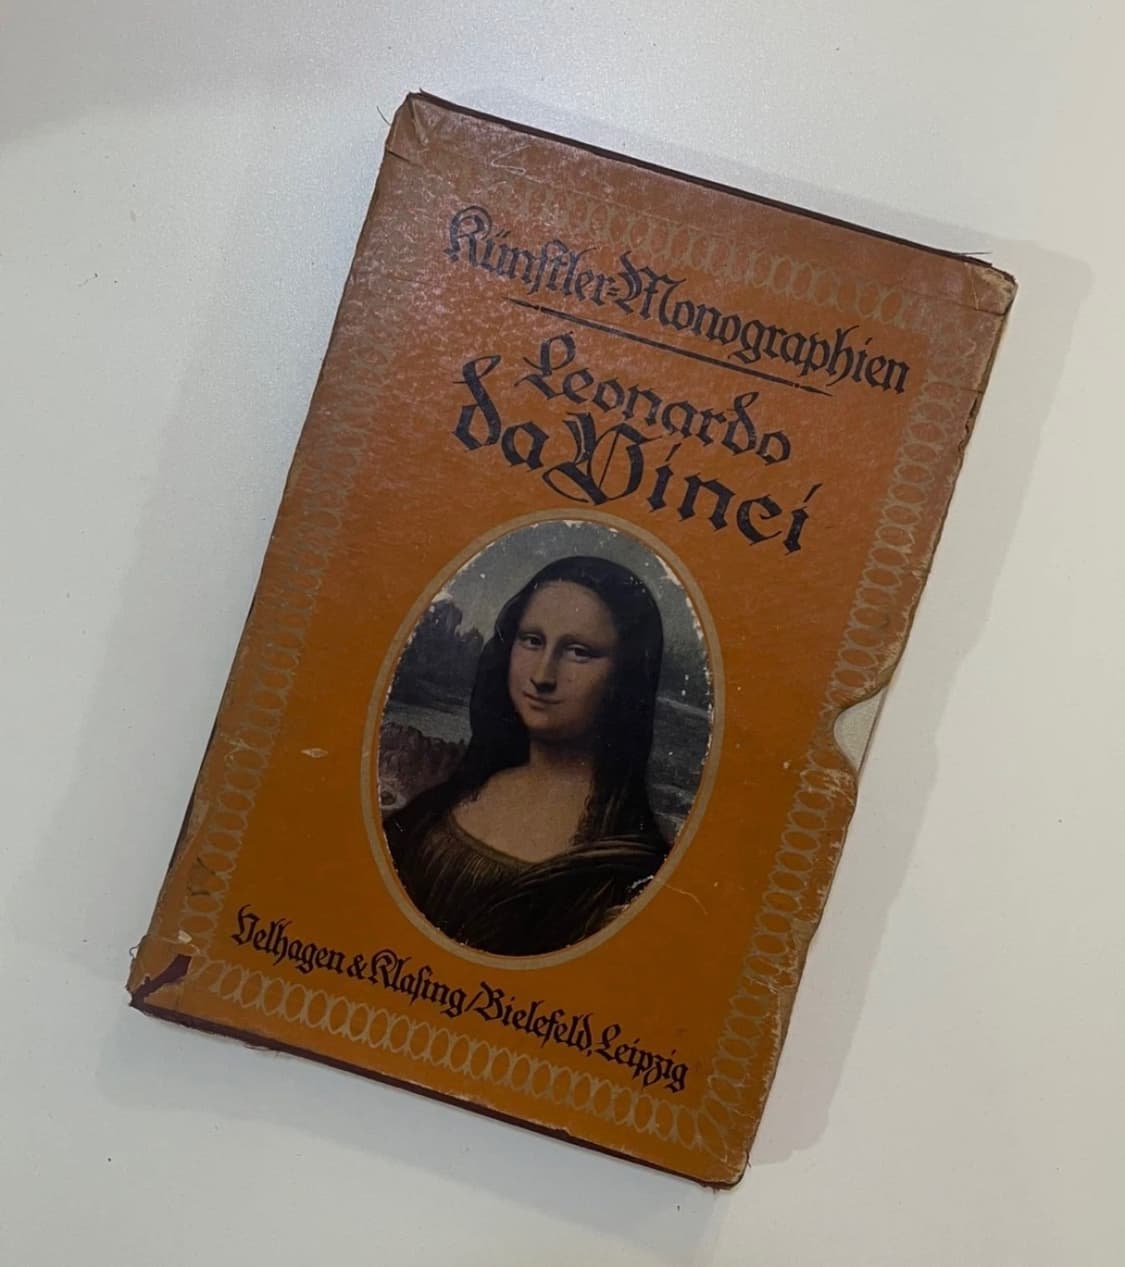 Künstler=Monographien
Leonardo
da Vinci
Velhagen & Klasing/Bielefeld, Leipzig